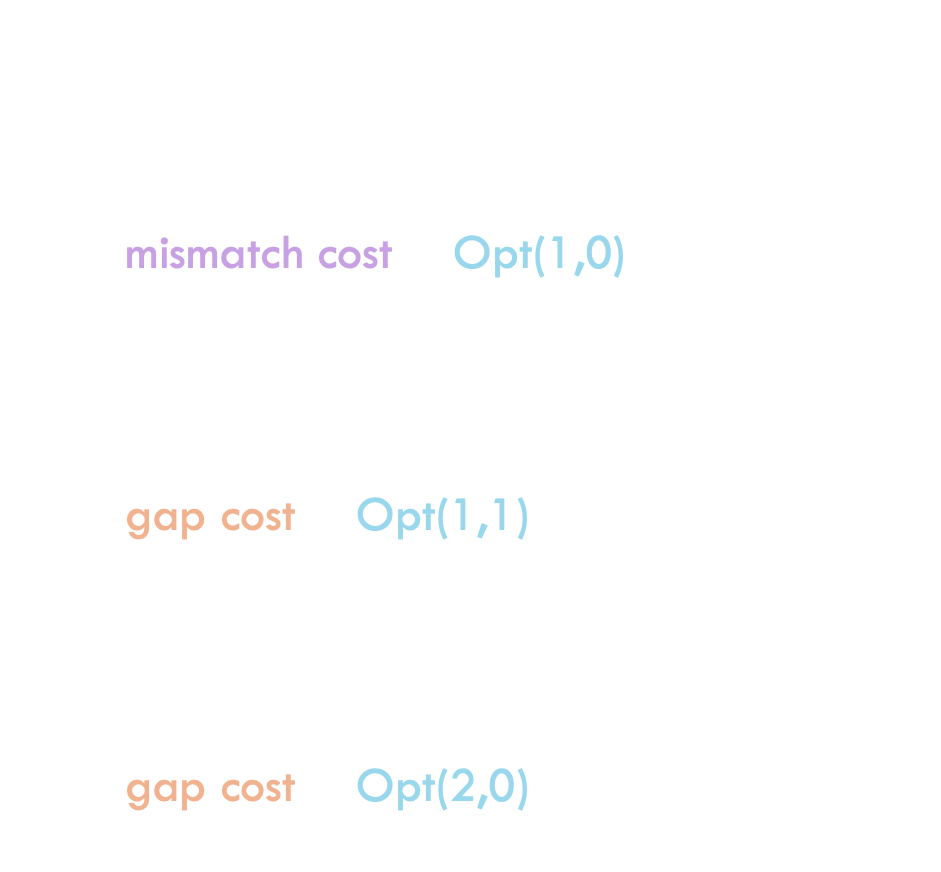 mismatch cost Opt(1,0)
gap cost Opt(1,1)
gap cost Opt(2,0)